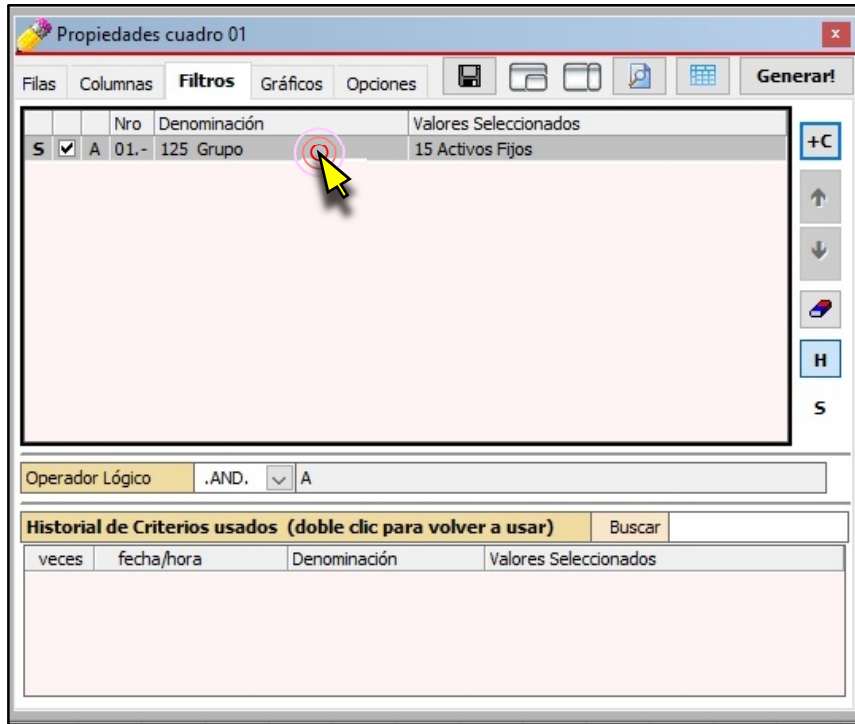 Propiedades cuadro 01
x
Filas Columnas Filtros Gráficos Opciones Generar!
Nro Denominación Valores Seleccionados
S A 01.- 125 Grupo 15 Activos Fijos
+C
H
S
Operador Lógico .AND. A
Historial de Criterios usados (doble clic para volver a usar) Buscar
veces fecha/hora Denominación Valores Seleccionados